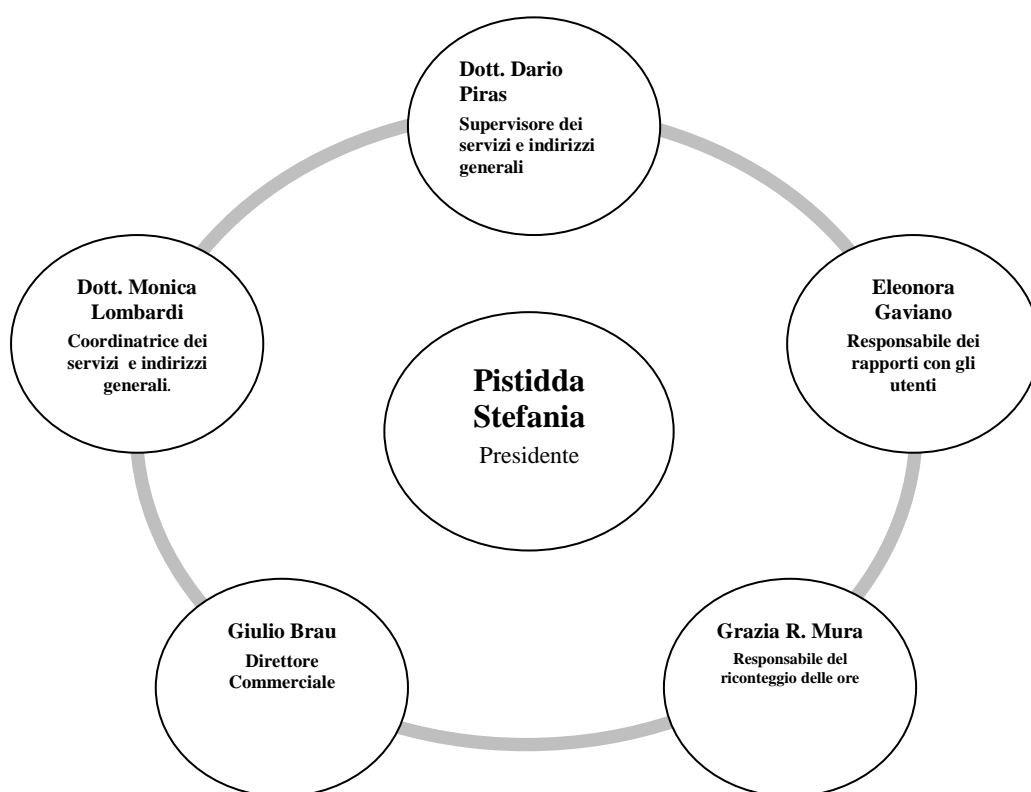 Dott. Dario
Piras
Supervisore dei
servizi e indirizzi
generali
Dott. Monica
Lombardi
Coordinatrice dei
servizi e indirizzi
generali.
Eleonora
Gaviano
Responsabile dei
rapporti con gli
utenti
Pistidda
Stefania
Presidente
Giulio Brau
Direttore
Commerciale
Grazia R. Mura
Responsabile del
riconteggio delle ore